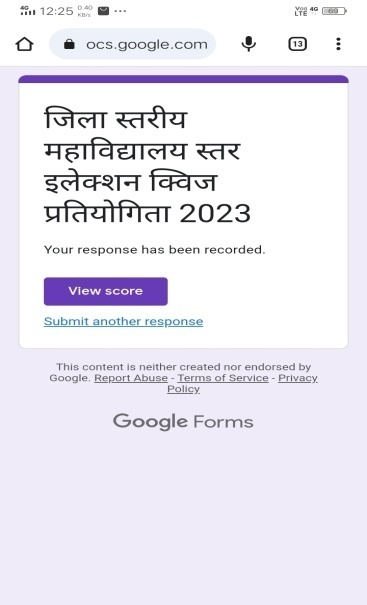 4G 12:25 0.40 KB/s ...
VoD LTE 4G 69
ocs.google.com 13
जिला स्तरीय
महाविद्यालय स्तर
इलेक्शन क्विज
प्रतियोगिता 2023
Your response has been recorded.
View score
Submit another response
This content is neither created nor endorsed by
Google. Report Abuse - Terms of Service - Privacy
Policy
Google Forms